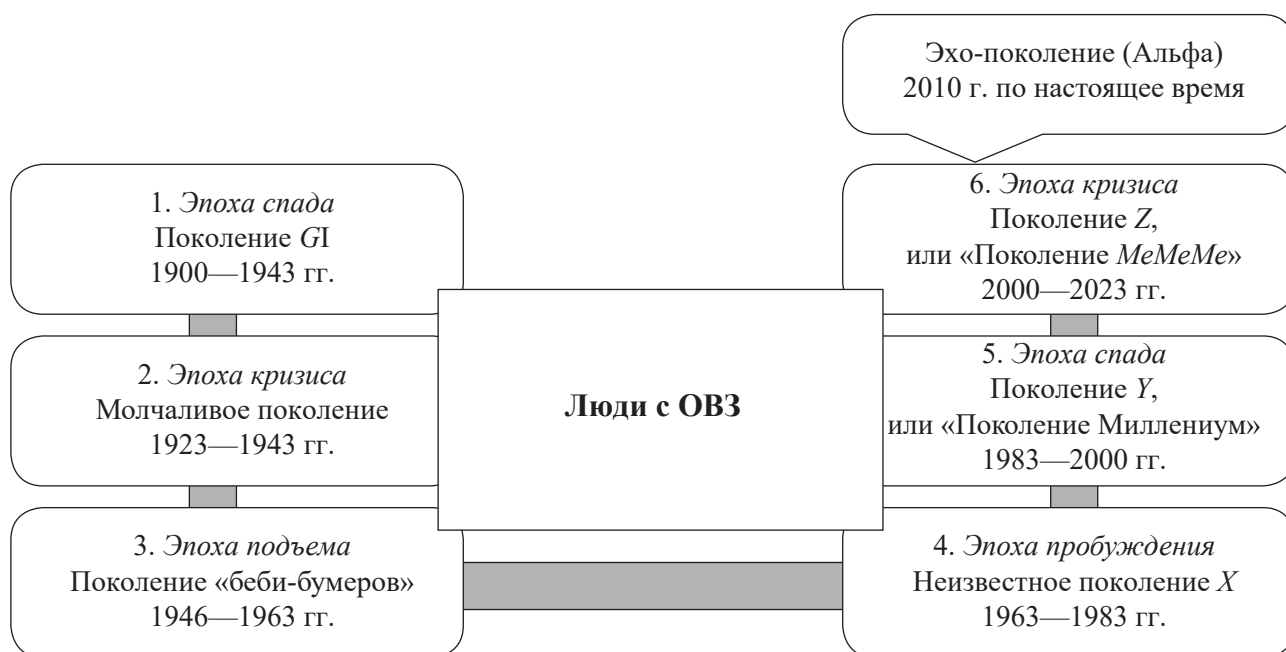 Эхо-поколение (Альфа)
2010 г. по настоящее время
1. Эпоха спада
Поколение GI
1900—1943 гг.
2. Эпоха кризиса
Молчаливое поколение
1923—1943 гг.
3. Эпоха подъема
Поколение «беби-бумеров»
1946—1963 гг.
Люди с ОВЗ
6. Эпоха кризиса
Поколение Z,
или «Поколение MeMeMe»
2000—2023 гг.
5. Эпоха спада
Поколение Y,
или «Поколение Миллениум»
1983—2000 гг.
4. Эпоха пробуждения
Неизвестное поколение X
1963—1983 гг.